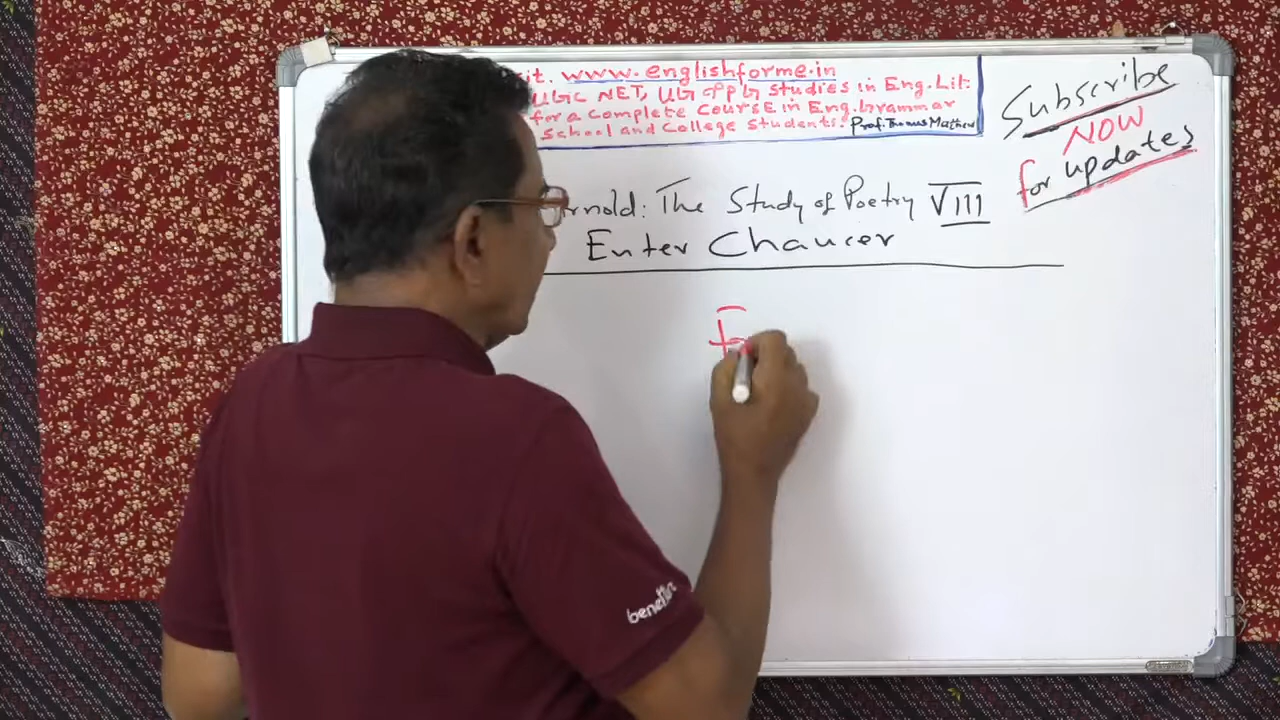 www.englishforme.in
UGC NET, UG & PG Studies in Eng. Lit:
for a Complete Course in Eng. Grammar
School and College Students. Prof. Thomas Mathew
Subscribe
NOW
for updates
The Study of Poetry VIII
Enter Chaucer
benetton